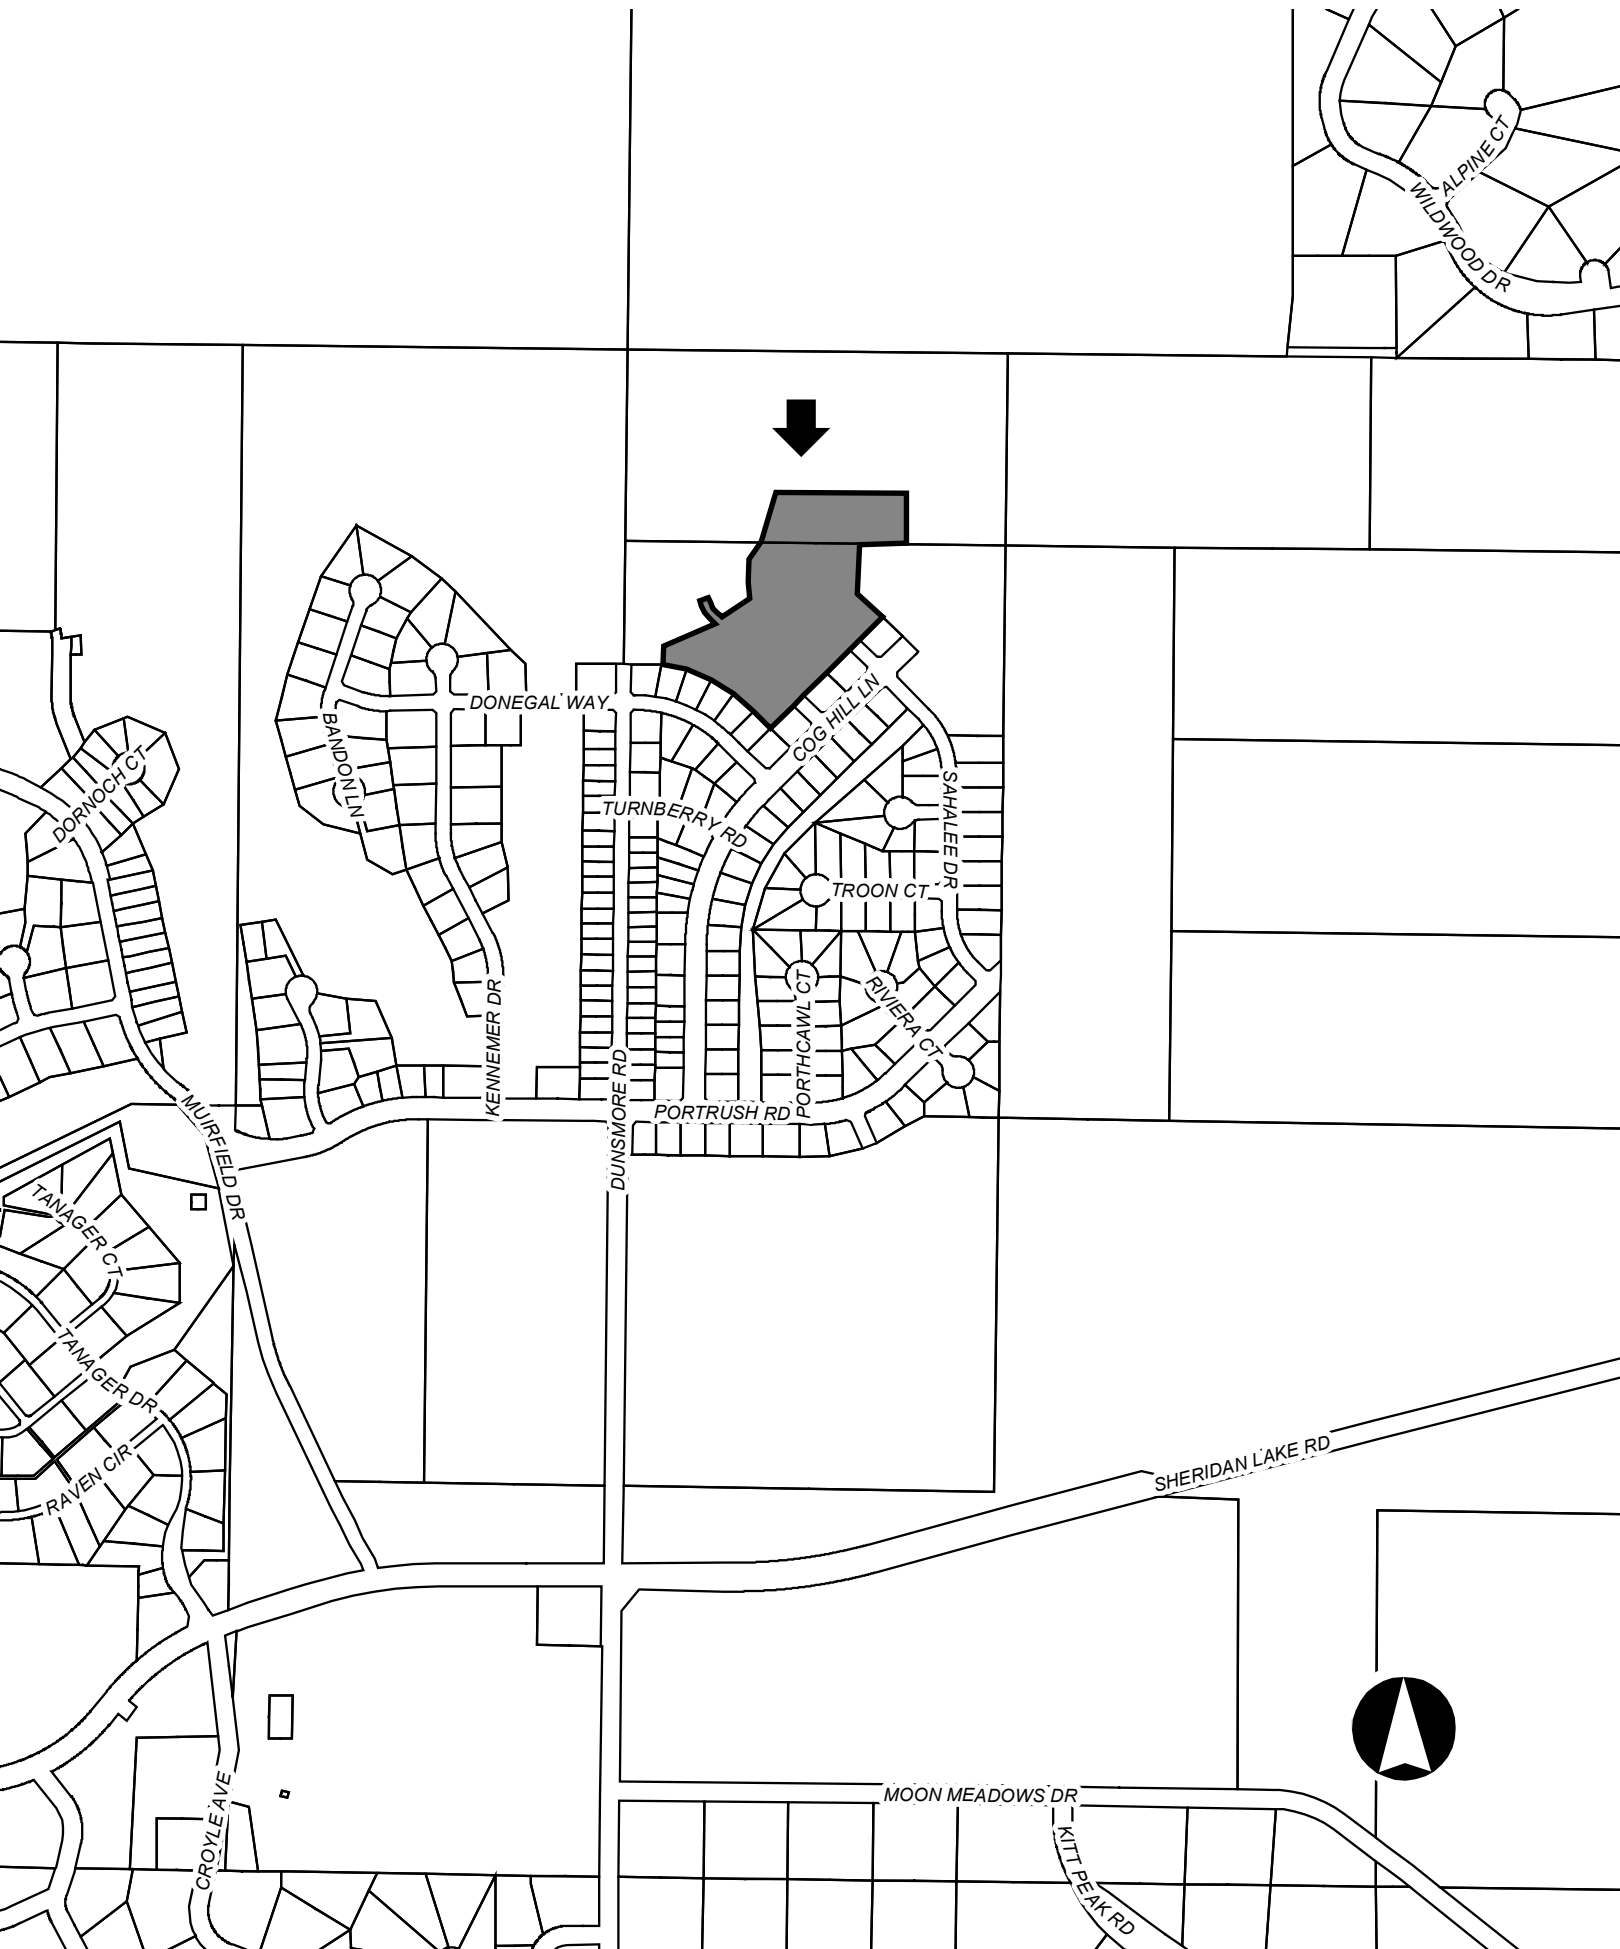 ALPINE CT
WILDWOOD DR
DONEGAL WAY
COG HILL LN
BANDON LN
DORNOCH CT
SAHALEE DR
TURNBERRY RD
TROON CT
KENNEMER DR
PORTHCAWL CT
RIVIERA CT
DUNSMORE RD
PORTRUSH RD
MUIRFIELD DR
TANAGER CT
TANAGER DR
RAVEN CIR
SHERIDAN LAKE RD
CROYLE AVE
MOON MEADOWS DR
KITT PEAK RD